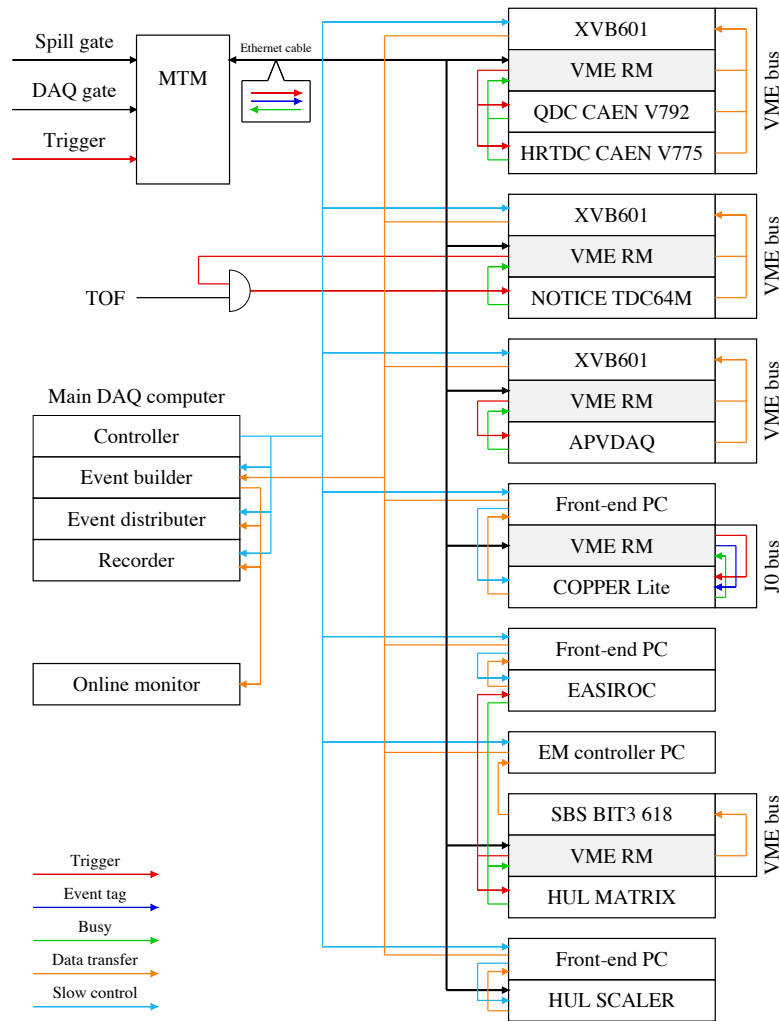 Spill gate
DAQ gate
Trigger
MTM
Ethernet cable
XVB601
VME RM
QDC CAEN V792
HRTDC CAEN V775
VME bus
XVB601
VME RM
NOTICE TDC64M
VME bus
TOF
XVB601
VME RM
APVDAQ
VME bus
Main DAQ computer
Controller
Event builder
Event distributer
Recorder
Online monitor
Front-end PC
VME RM
COPPER Lite
J0 bus
Front-end PC
EASIROC
EM controller PC
SBS BIT3 618
VME RM
HUL MATRIX
VME bus
Front-end PC
HUL SCALER
Trigger
Event tag
Busy
Data transfer
Slow control